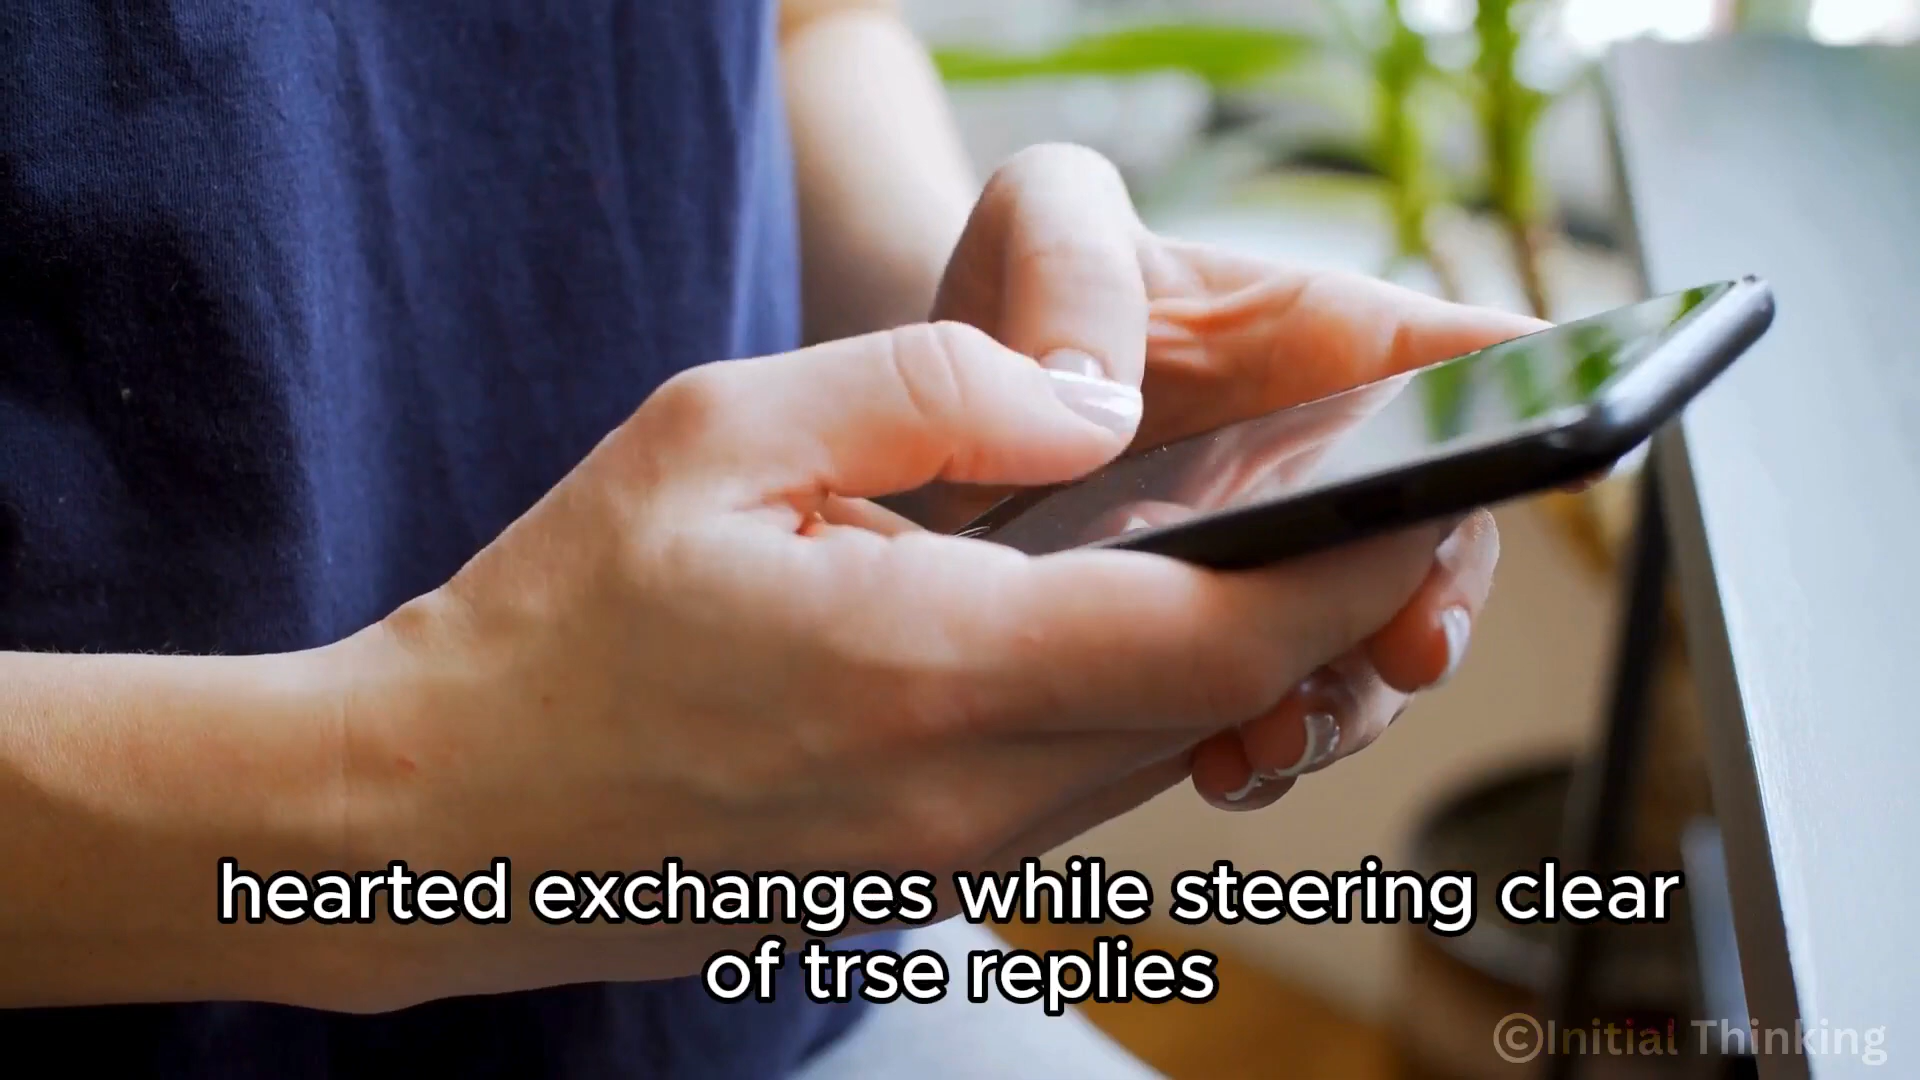 hearted exchanges while steering clear
of trse replies
©Initial Thinking